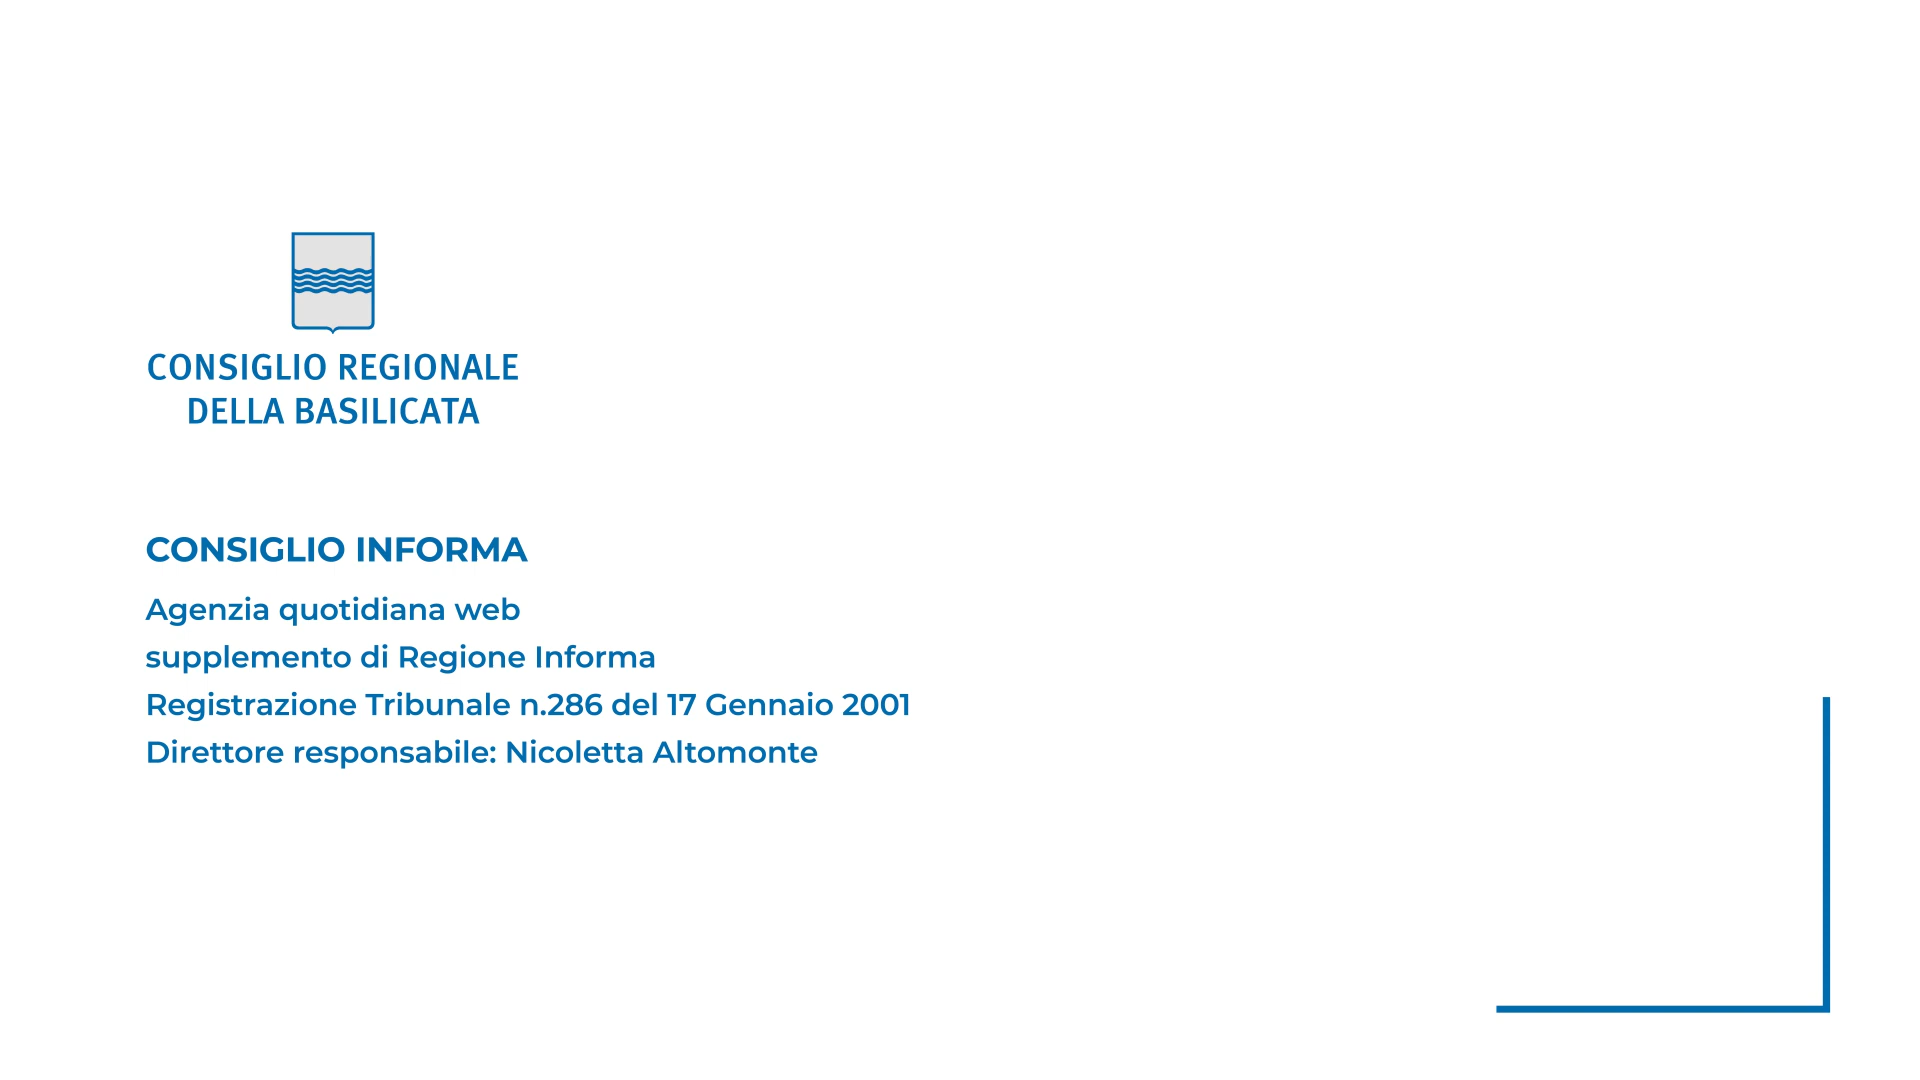 CONSIGLIO REGIONALE
DELLA BASILICATA
CONSIGLIO INFORMA
Agenzia quotidiana web
supplemento di Regione Informa
Registrazione Tribunale n.286 del 17 Gennaio 2001
Direttore responsabile: Nicoletta Altomonte